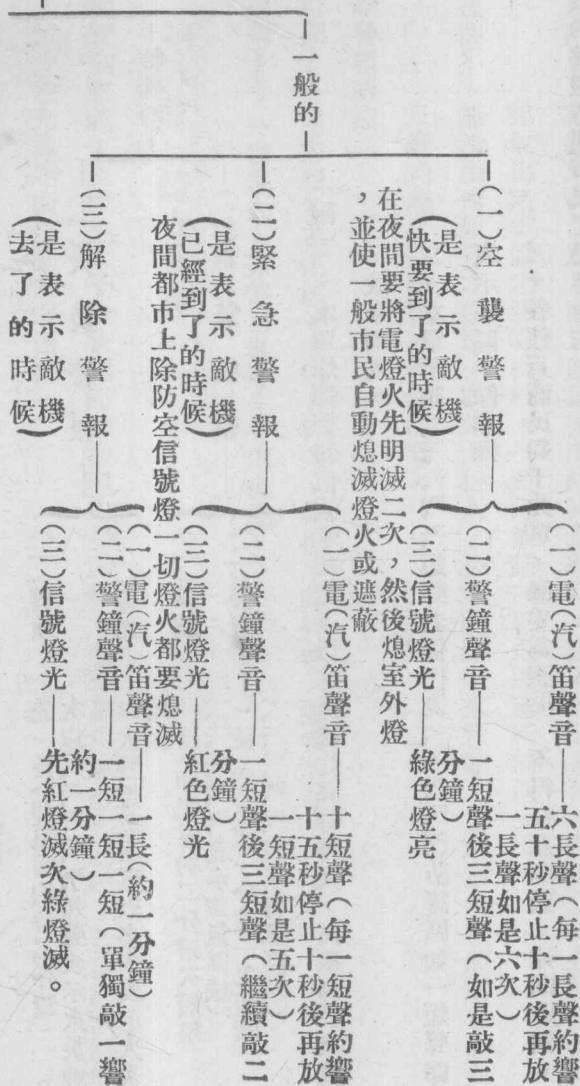 一般的
(一)空襲警報
(是表示敵機
快要到了的時候)
在夜間要將電燈火先明滅二次，然後熄室外燈
，並使一般市民自動熄滅燈火或遮蔽
(一)電(汽)笛聲音
六長聲(每一長聲約響
五十秒停止十秒後再放
一長聲如是六次)
(二)警鐘聲音
一短聲後三短聲(如是敲三
分鐘)
(三)信號燈光
綠色燈亮
(二)緊急警報
(是表示敵機
已經到了的時候)
夜間都市上除防空信號燈一切燈火都要熄滅
(一)電(汽)笛聲音
十短聲(每一短聲約響
十五秒停止十秒後再放
一短聲如是五次)
(二)警鐘聲音
一短聲後三短聲(繼續敲二
分鐘)
(三)信號燈光
紅色燈光
(三)解除警報
(是表示敵機
去了的時候)
(一)電(汽)笛聲音
一長(約一分鐘)
(二)警鐘聲音
一短一短一短(單獨敲一響
約一分鐘)
(三)信號燈光
先紅燈滅次綠燈滅。